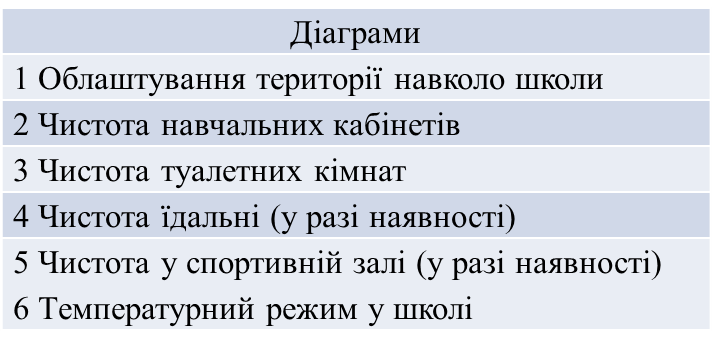 Діаграми
1 Облаштування території навколо школи
2 Чистота навчальних кабінетів
3 Чистота туалетних кімнат
4 Чистота їдальні (у разі наявності)
5 Чистота у спортивній залі (у разі наявності)
6 Температурний режим у школі